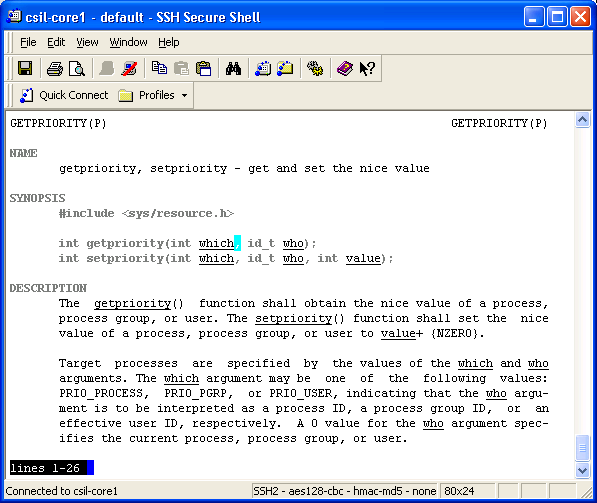 csil-core1 - default - SSH Secure Shell
File Edit View Window Help
Quick Connect Profiles
GETPRIORITY(P) GETPRIORITY(P)
NAME
getpriority, setpriority - get and set the nice value
SYNOPSIS
#include <sys/resource.h>
int getpriority(int which, id_t who);
int setpriority(int which, id_t who, int value);
DESCRIPTION
The getpriority() function shall obtain the nice value of a process,
process group, or user. The setpriority() function shall set the nice
value of a process, process group, or user to value+ {NZERO}.
Target processes are specified by the values of the which and who
arguments. The which argument may be one of the following values:
PRIO_PROCESS, PRIO_PGRP, or PRIO_USER, indicating that the who argu-
ment is to be interpreted as a process ID, a process group ID, or an
effective user ID, respectively. A 0 value for the who argument spec-
ifies the current process, process group, or user.
lines 1-26
Connected to csil-core1 SSH2 - aes128-cbc - hmac-md5 - none 80x24